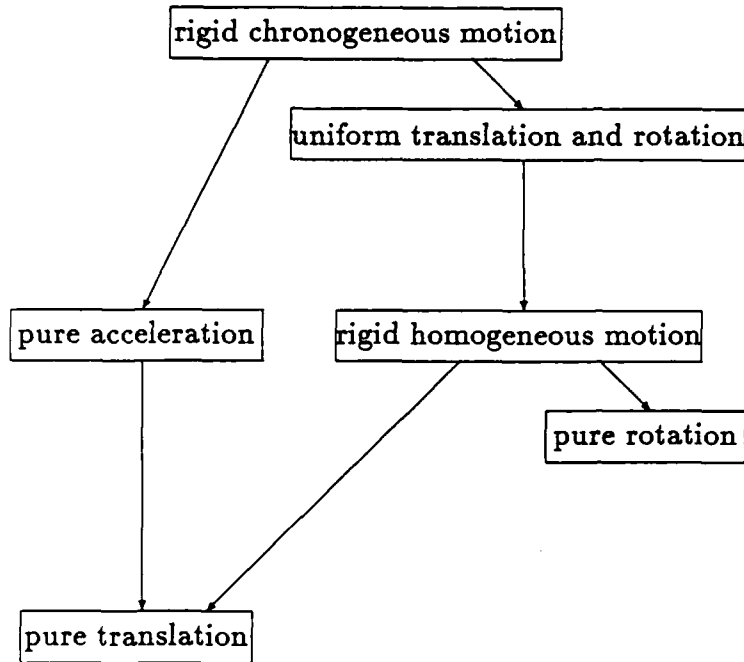 rigid chronogeneous motion
uniform translation and rotation
pure acceleration
rigid homogeneous motion
pure rotation
pure translation